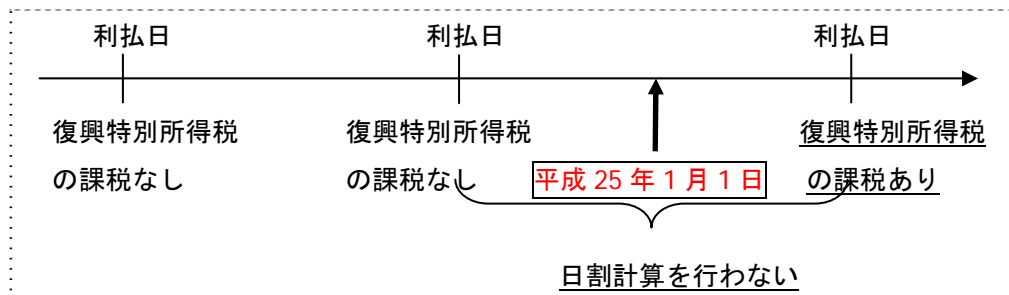 利払日 利払日 利払日
復興特別所得税 復興特別所得税 復興特別所得税
の課税なし の課税なし 平成 25 年 1 月 1 日 の課税あり
日割計算を行わない